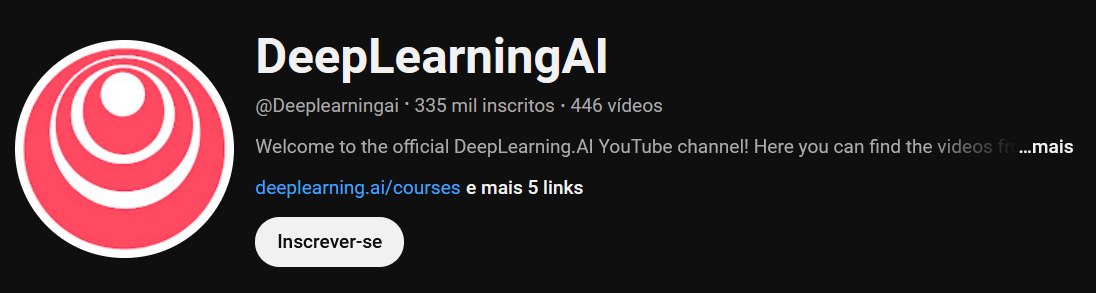 DeepLearningAI
@Deeplearningai · 335 mil inscritos · 446 vídeos
Welcome to the official DeepLearning.AI YouTube channel! Here you can find the videos ...mais
deeplearning.ai/courses e mais 5 links
Inscrever-se